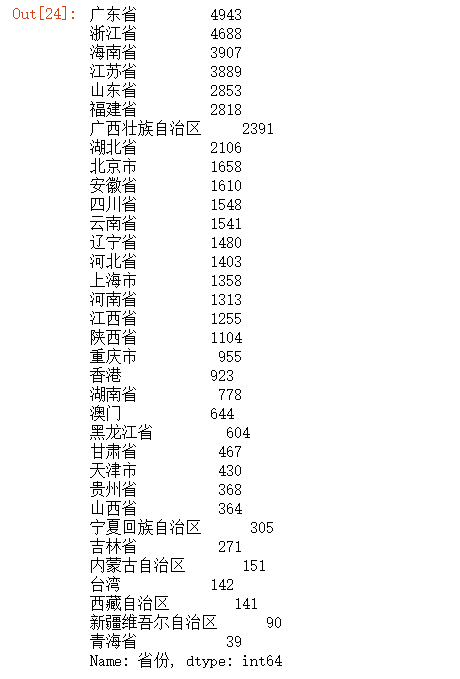 Out[24]: 广东省 4943
浙江省 4688
海南省 3907
江苏省 3889
山东省 2853
福建省 2818
广西壮族自治区 2391
湖北省 2106
北京市 1658
安徽省 1610
四川省 1548
云南省 1541
辽宁省 1480
河北省 1403
上海市 1358
河南省 1313
江西省 1255
陕西省 1104
重庆市 955
香港 923
湖南省 778
澳门 644
黑龙江省 604
甘肃省 467
天津市 430
贵州省 368
山西省 364
宁夏回族自治区 305
吉林省 271
内蒙古自治区 151
台湾 142
西藏自治区 141
新疆维吾尔自治区 90
青海省 39
Name: 省份, dtype: int64